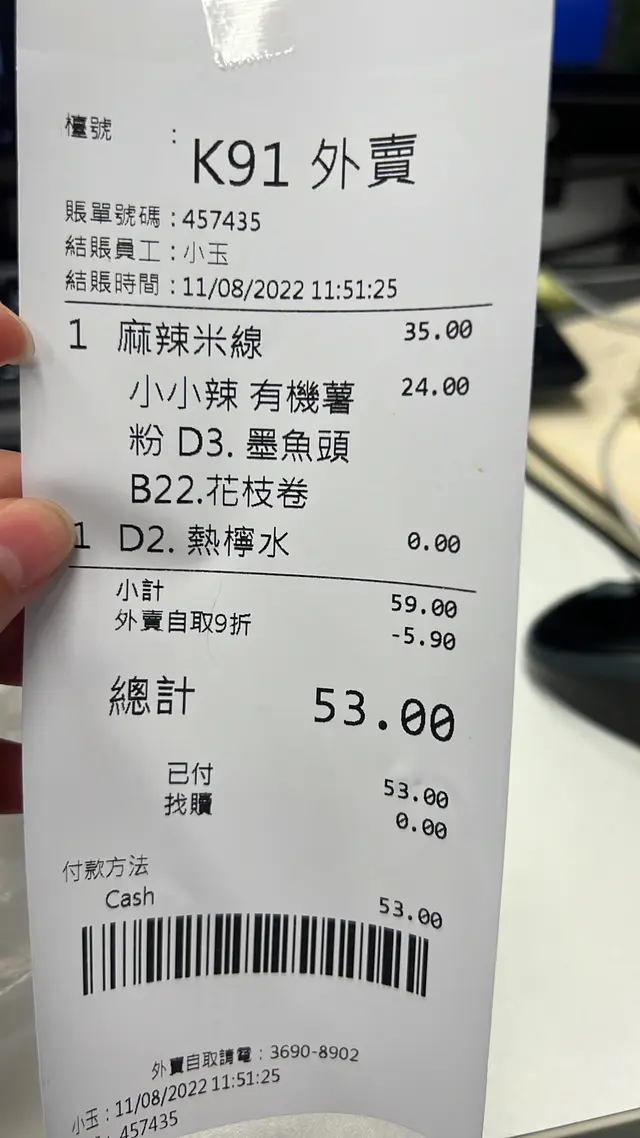 檯號 :
K91 外賣
賬單號碼 : 457435
結賬員工 : 小玉
結賬時間 : 11/08/2022 11:51:25
1 麻辣米線 35.00
小小辣 有機薯 24.00
粉 D3. 墨魚頭
B22.花枝卷
1 D2. 熱檸水 0.00
小計 59.00
外賣自取9折 -5.90
總計 53.00
已付 53.00
找贖 0.00
付款方法
Cash 53.00
外賣自取請電 : 3690-8902
小玉 : 11/08/2022 11:51:25
: 457435